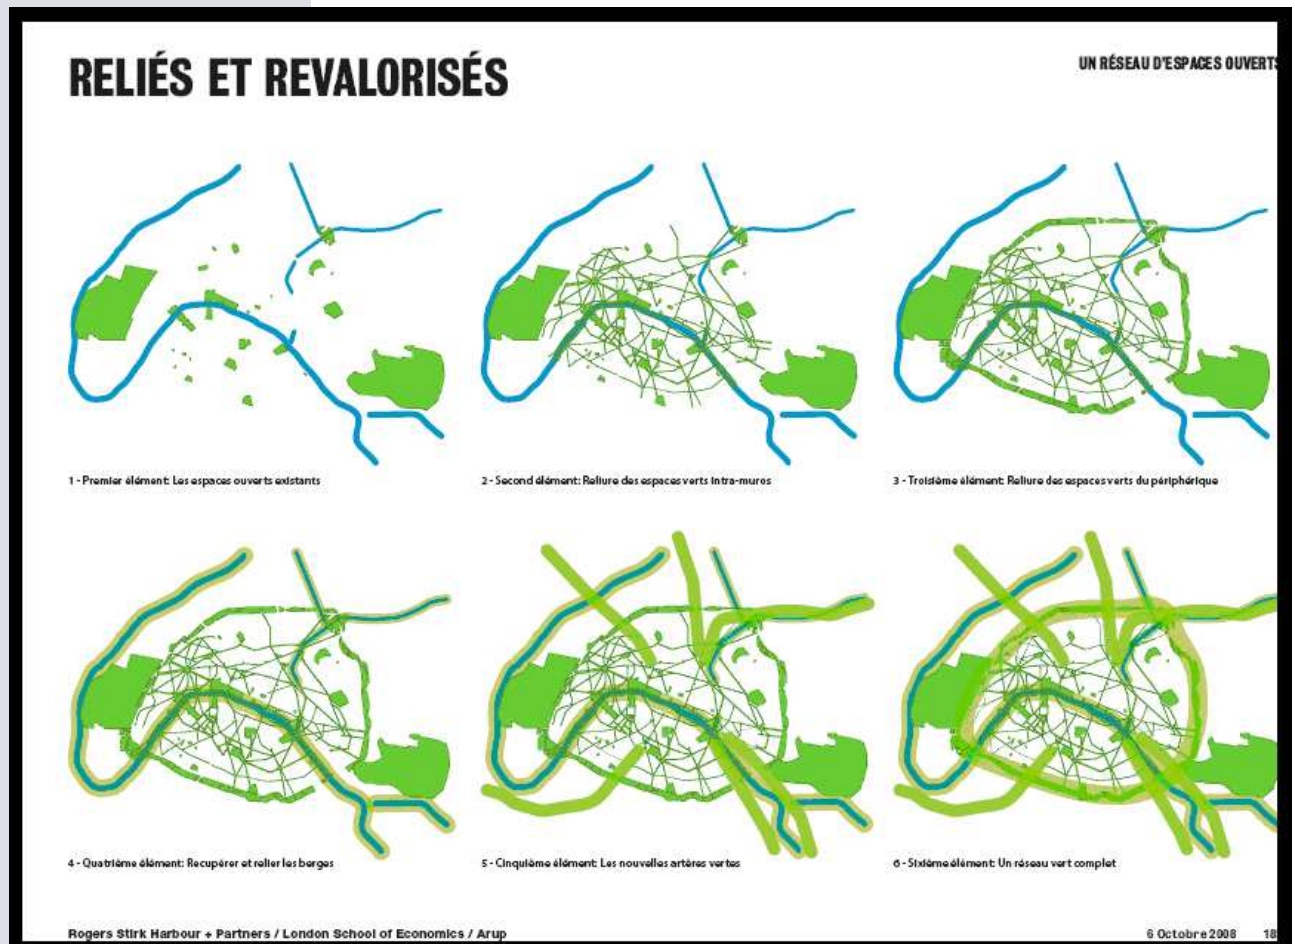 RELIÉS ET REVALORISÉS
UN RÉSEAU D'ESPACES OUVERTS
1 - Premier élément: Les espaces ouverts existants
2 - Second élément: Reliure des espaces verts intra-muros
3 - Troisième élément: Reliure des espaces verts du périphérique
4 - Quatrième élément: Recupérer et relier les berges
5 - Cinquième élément: Les nouvelles artères vertes
6 - Sixième élément: Un réseau vert complet
Rogers Stirk Harbour + Partners / London School of Economics / Arup
6 Octobre 2008 18